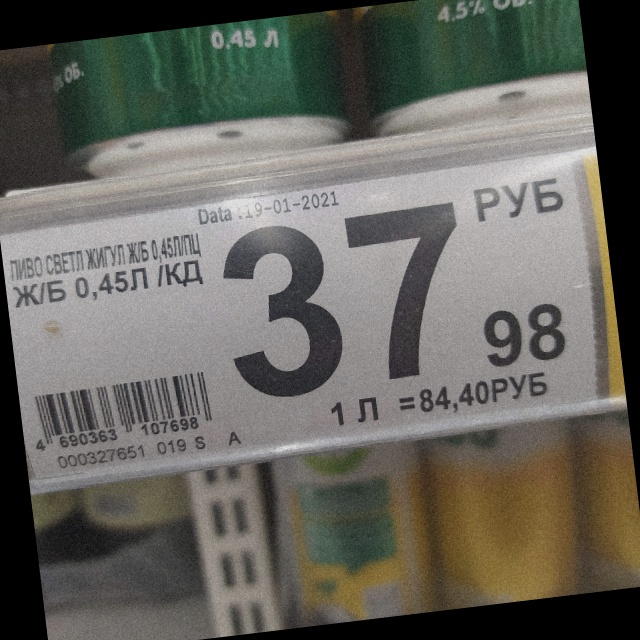 0.45 л
4.5% Об.
Data :19-01-2021
ПИВО СВЕТЛ ЖИГУЛ Ж/Б 0,45Л/ПЦ
Ж/Б 0,45Л /КД
37 98 РУБ
1 Л =84,40РУБ
4 690363 107698
000327651 019 S A